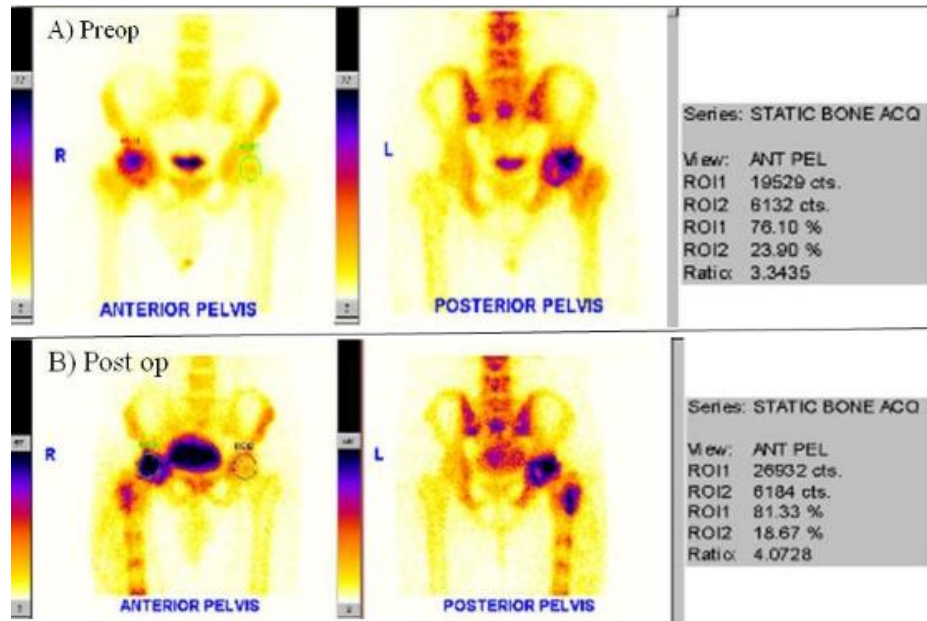 A) Preop
R
L
ANTERIOR PELVIS
POSTERIOR PELVIS
Series: STATIC BONE ACQ
View: ANT PEL
ROI1 19529 cts.
ROI2 6132 cts.
ROI1 76.10 %
ROI2 23.90 %
Ratio: 3.3435
B) Post op
R
L
ANTERIOR PELVIS
POSTERIOR PELVIS
Series: STATIC BONE ACQ
View: ANT PEL
ROI1 26932 cts.
ROI2 6184 cts.
ROI1 81.33 %
ROI2 18.67 %
Ratio: 4.0728